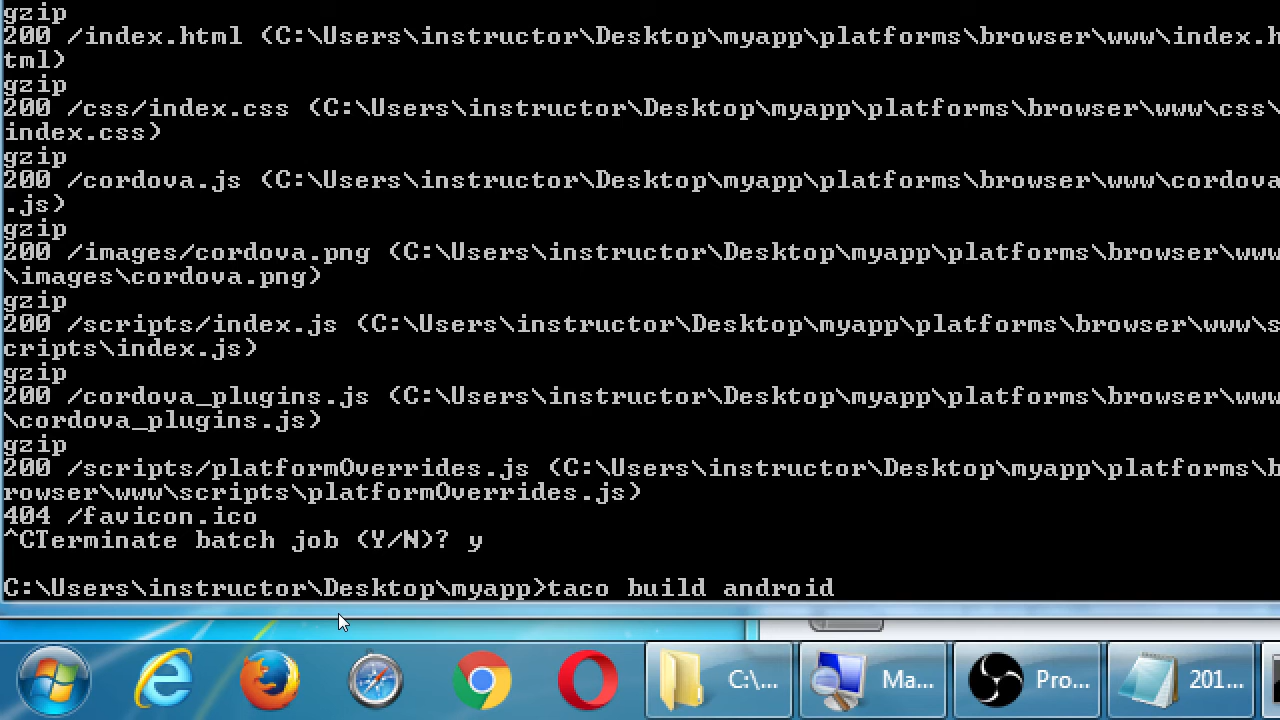 gzip
200 /index.html (C:\Users\instructor\Desktop\myapp\platforms\browser\www\index.h
tml)
gzip
200 /css/index.css (C:\Users\instructor\Desktop\myapp\platforms\browser\www\css\
index.css)
gzip
200 /cordova.js (C:\Users\instructor\Desktop\myapp\platforms\browser\www\cordova
.js)
gzip
200 /images/cordova.png (C:\Users\instructor\Desktop\myapp\platforms\browser\www
\images\cordova.png)
gzip
200 /scripts/index.js (C:\Users\instructor\Desktop\myapp\platforms\browser\www\s
cripts\index.js)
gzip
200 /cordova_plugins.js (C:\Users\instructor\Desktop\myapp\platforms\browser\www
\cordova_plugins.js)
gzip
200 /scripts/platformOverrides.js (C:\Users\instructor\Desktop\myapp\platforms\b
rowser\www\scripts\platformOverrides.js)
404 /favicon.ico
^CTerminate batch job (Y/N)? y
C:\Users\instructor\Desktop\myapp>taco build android
C:\... Ma... Pro... 201...